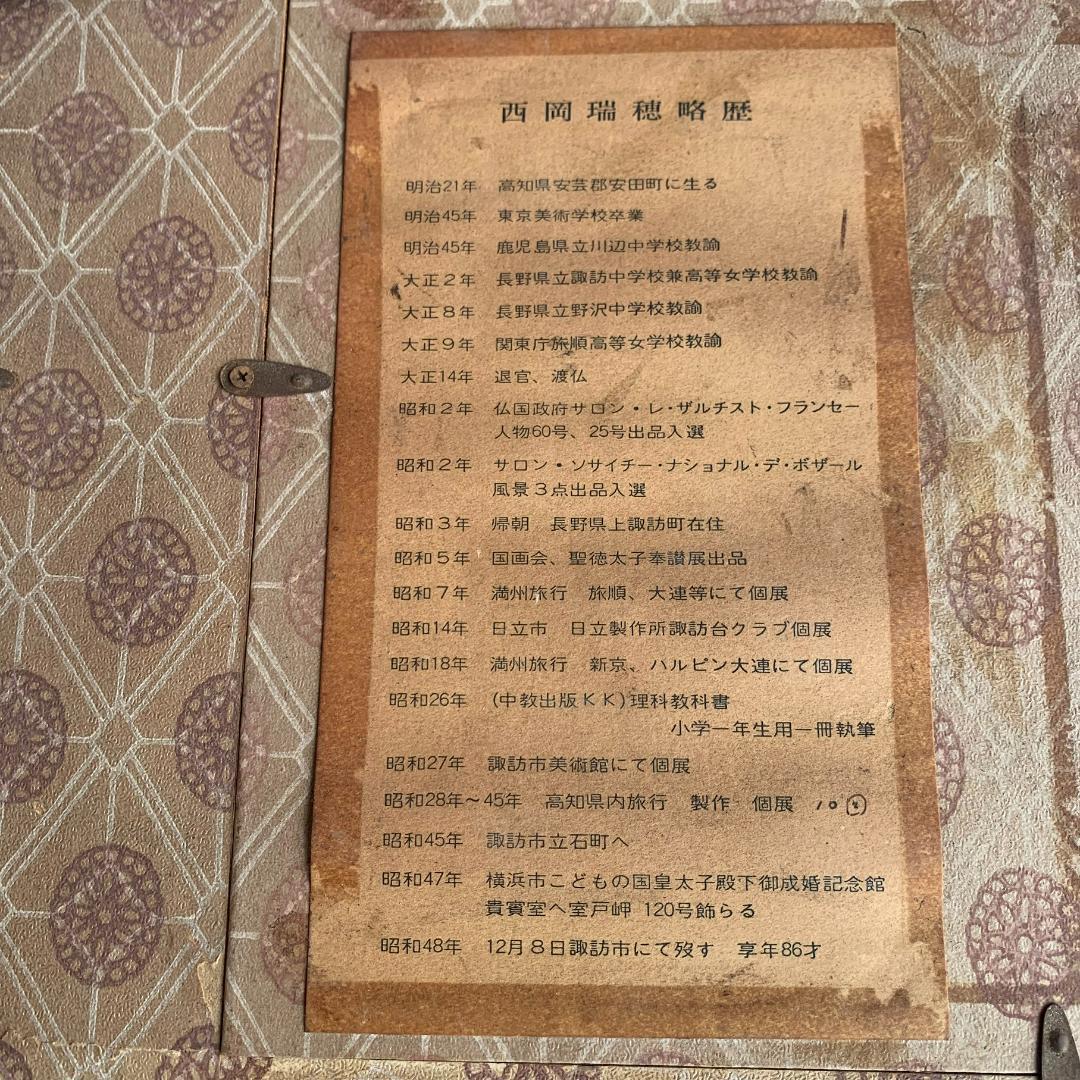 西岡瑞穂略歴
明治21年 高知県安芸郡安田町に生る
明治45年 東京美術学校卒業
明治45年 鹿児島県立川辺中学校教諭
大正2年 長野県立諏訪中学校兼高等女学校教諭
大正8年 長野県立野沢中学校教諭
大正9年 関東庁旅順高等女学校教諭
大正14年 退官、渡仏
昭和2年 仏国政府サロン・レ・ザルチスト・フランセー
人物60号、25号出品入選
昭和2年 サロン・ソサイチー・ナショナル・デ・ボザール
風景3点出品入選
昭和3年 帰朝 長野県上諏訪町在住
昭和5年 国画会、聖徳太子奉讃展出品
昭和7年 満州旅行 旅順、大連等にて個展
昭和14年 日立市 日立製作所諏訪台クラブ個展
昭和18年 満州旅行 新京、ハルピン大連にて個展
昭和26年 (中教出版KK)理科教科書
小学一年生用一冊執筆
昭和27年 諏訪市美術館にて個展
昭和28年〜45年 高知県内旅行 製作 個展 10
昭和45年 諏訪市立石町へ
昭和47年 横浜市こどもの国皇太子殿下御成婚記念館
貴賓室へ室戸岬 120号飾らる
昭和48年 12月8日諏訪市にて歿す 享年86才